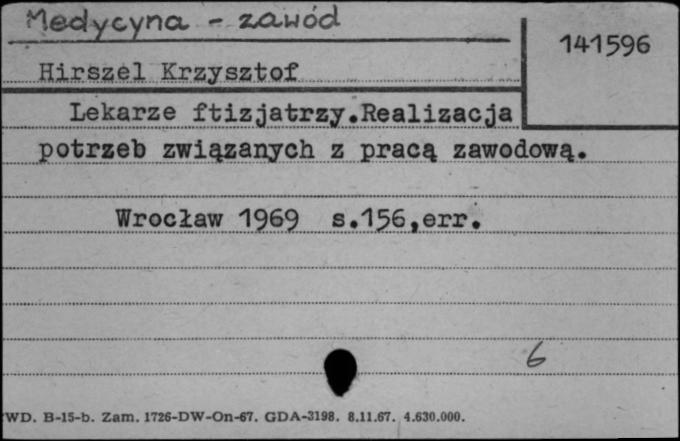 Medycyna - zawód
141596
Hirszel Krzysztof
Lekarze ftizjatrzy.Realizacja
potrzeb związanych z pracą zawodową.
Wrocław 1969 s.156,err.
6
WD. B-15-b. Zam. 1726-DW-On-67. GDA-3198. 8.11.67. 4.630.000.